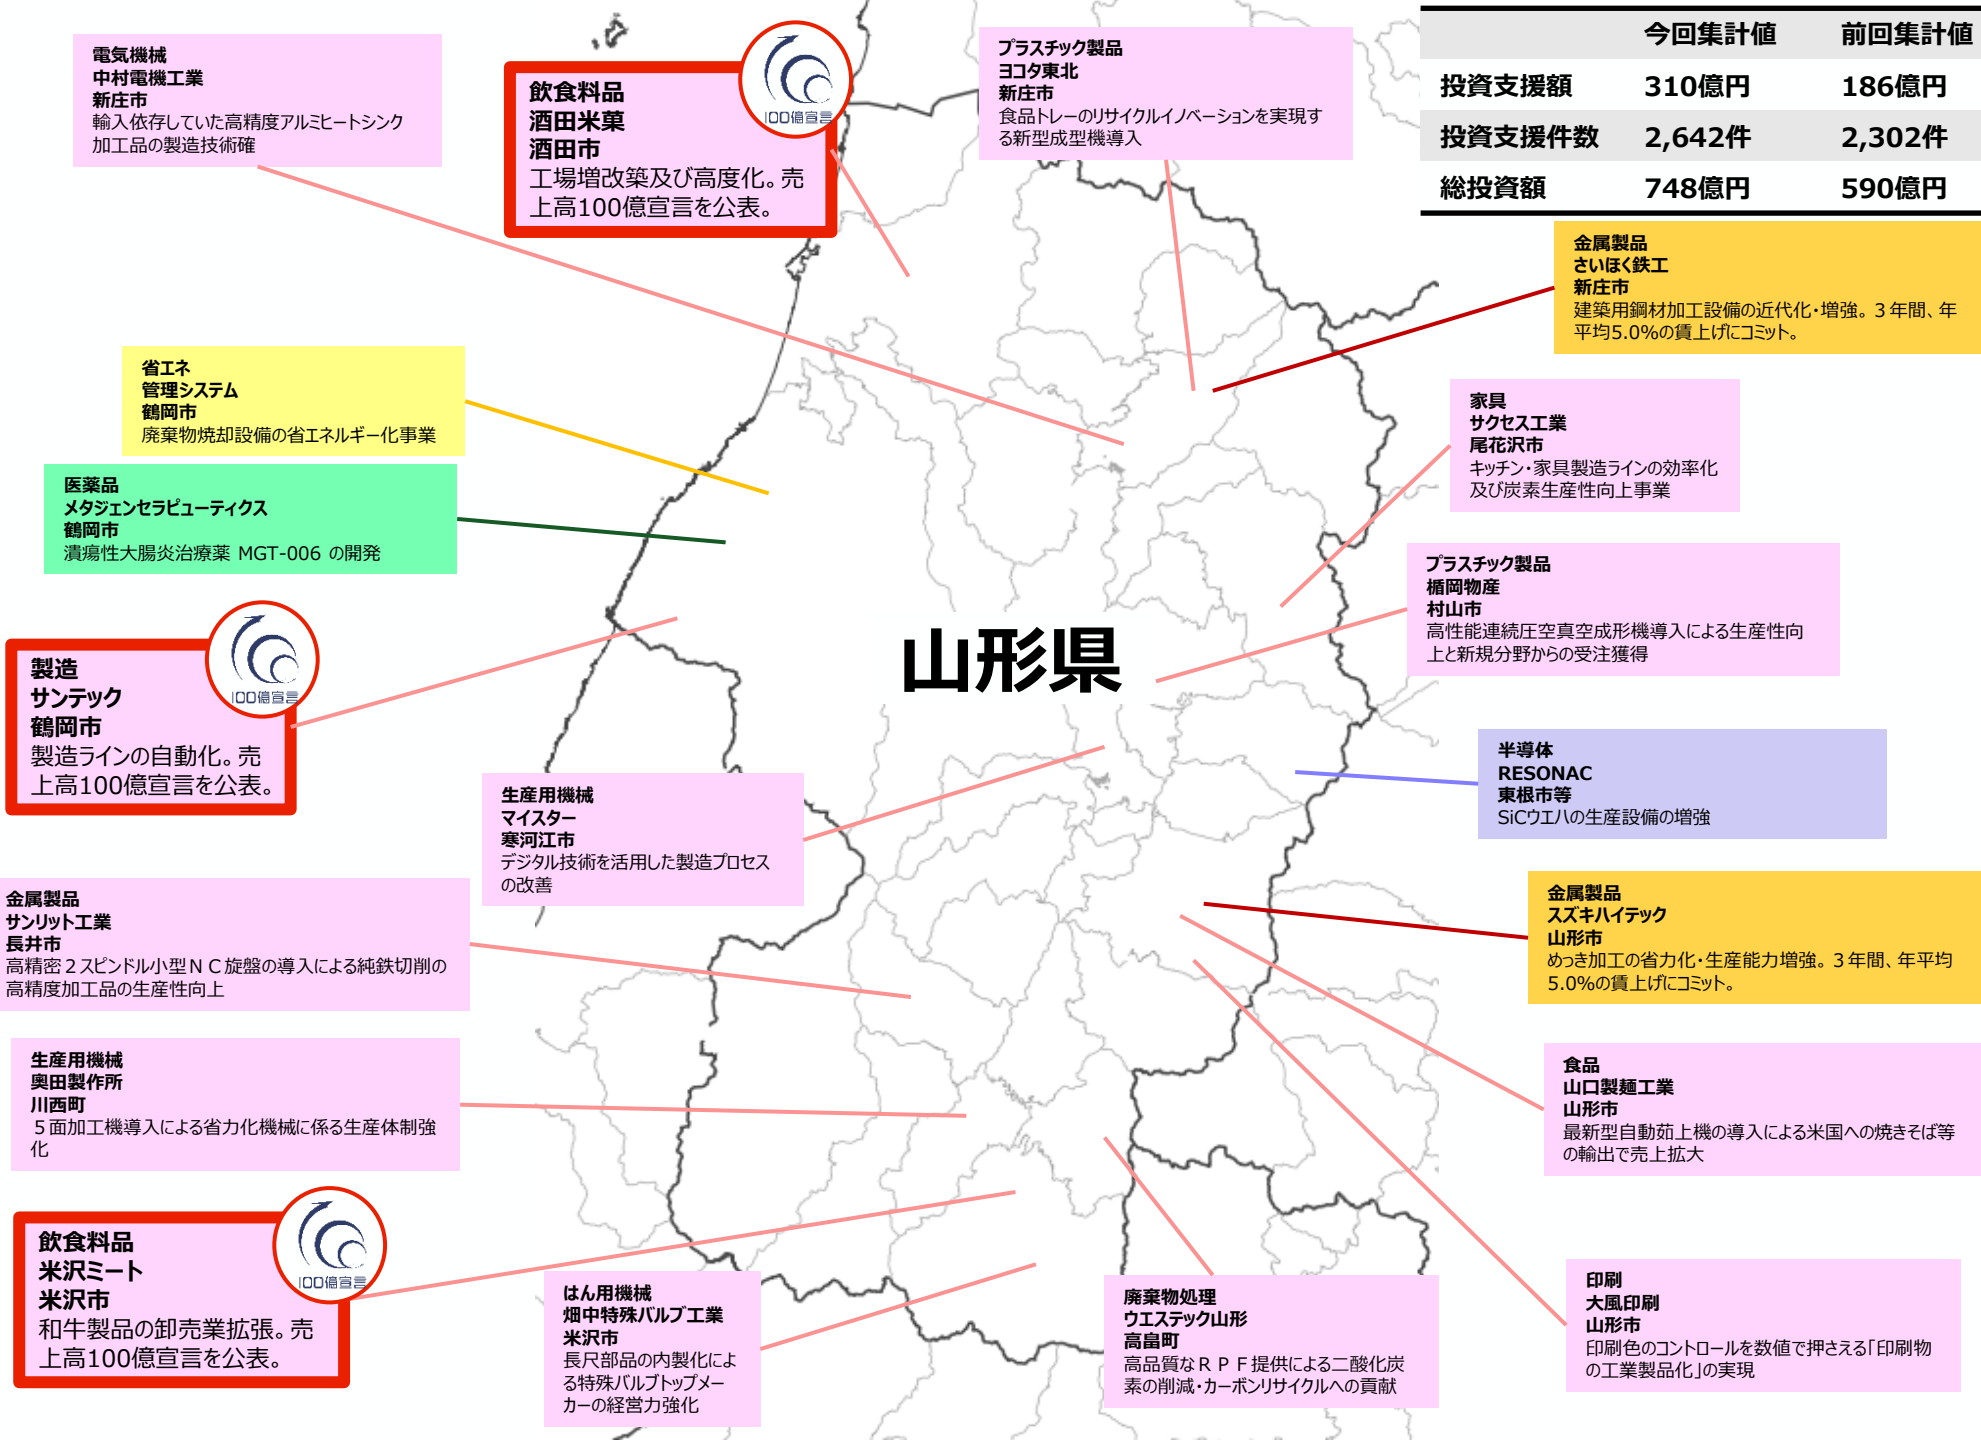 今回集計値 前回集計値
投資支援額 310億円 186億円
投資支援件数 2,642件 2,302件
総投資額 748億円 590億円
電気機械
中村電機工業
新庄市
輸入依存していた高精度アルミヒートシンク
加工品の製造技術確
飲食料品
酒田米菓
酒田市
工場増改築及び高度化。売
上高100億宣言を公表。
100億宣言
プラスチック製品
ヨコタ東北
新庄市
食品トレーのリサイクルイノベーションを実現す
る新型成型機導入
金属製品
さいほく鉄工
新庄市
建築用鋼材加工設備の近代化・増強。３年間、年
平均5.0%の賃上げにコミット。
省エネ
管理システム
鶴岡市
廃棄物焼却設備の省エネルギー化事業
家具
サクセス工業
尾花沢市
キッチン・家具製造ラインの効率化
及び炭素生産性向上事業
医薬品
メタジェンセラピューティクス
鶴岡市
潰瘍性大腸炎治療薬 MGT-006 の開発
プラスチック製品
楯岡物産
村山市
高性能連続圧空真空成形機導入による生産性向
上と新規分野からの受注獲得
山形県
製造
サンテック
鶴岡市
製造ラインの自動化。売
上高100億宣言を公表。
100億宣言
半導体
RESONAC
東根市等
SiCウエハの生産設備の増強
生産用機械
マイスター
寒河江市
デジタル技術を活用した製造プロセス
の改善
金属製品
サンリット工業
長井市
高精密２スピンドル小型ＮＣ旋盤の導入による純鉄切削の
高精度加工品の生産性向上
金属製品
スズキハイテック
山形市
めっき加工の省力化・生産能力増強。３年間、年平均
5.0%の賃上げにコミット。
生産用機械
奥田製作所
川西町
５面加工機導入による省力化機械に係る生産体制強
化
食品
山口製麺工業
山形市
最新型自動茹上機の導入による米国への焼きそば等
の輸出で売上拡大
飲食料品
米沢ミート
米沢市
和牛製品の卸売業拡張。売
上高100億宣言を公表。
100億宣言
はん用機械
畑中特殊バルブ工業
米沢市
長尺部品の内製化によ
る特殊バルブトップメー
カーの経営力強化
廃棄物処理
ウエステック山形
高畠町
高品質なＲＰＦ提供による二酸化炭
素の削減・カーボンリサイクルへの貢献
印刷
大風印刷
山形市
印刷色のコントロールを数値で押さえる「印刷物
の工業製品化」の実現